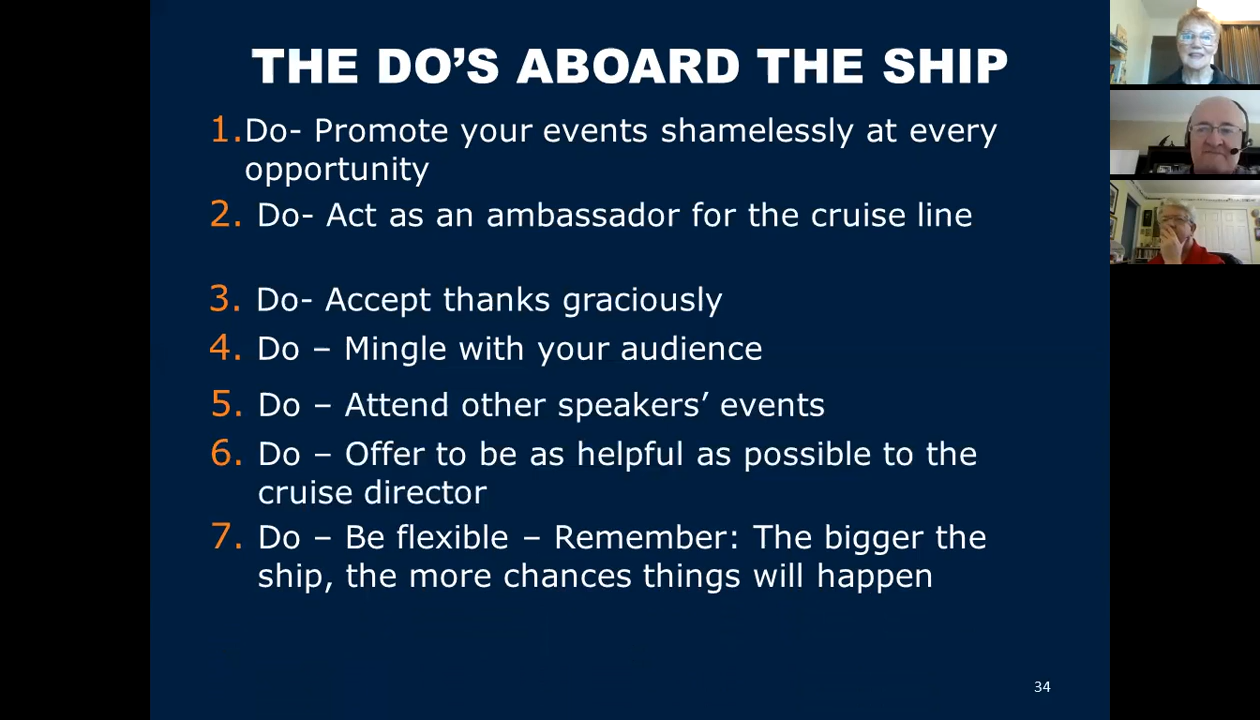 THE DO’S ABOARD THE SHIP
1.Do- Promote your events shamelessly at every
opportunity
2. Do- Act as an ambassador for the cruise line
3. Do- Accept thanks graciously
4. Do – Mingle with your audience
5. Do – Attend other speakers’ events
6. Do – Offer to be as helpful as possible to the
cruise director
7. Do – Be flexible – Remember: The bigger the
ship, the more chances things will happen
34